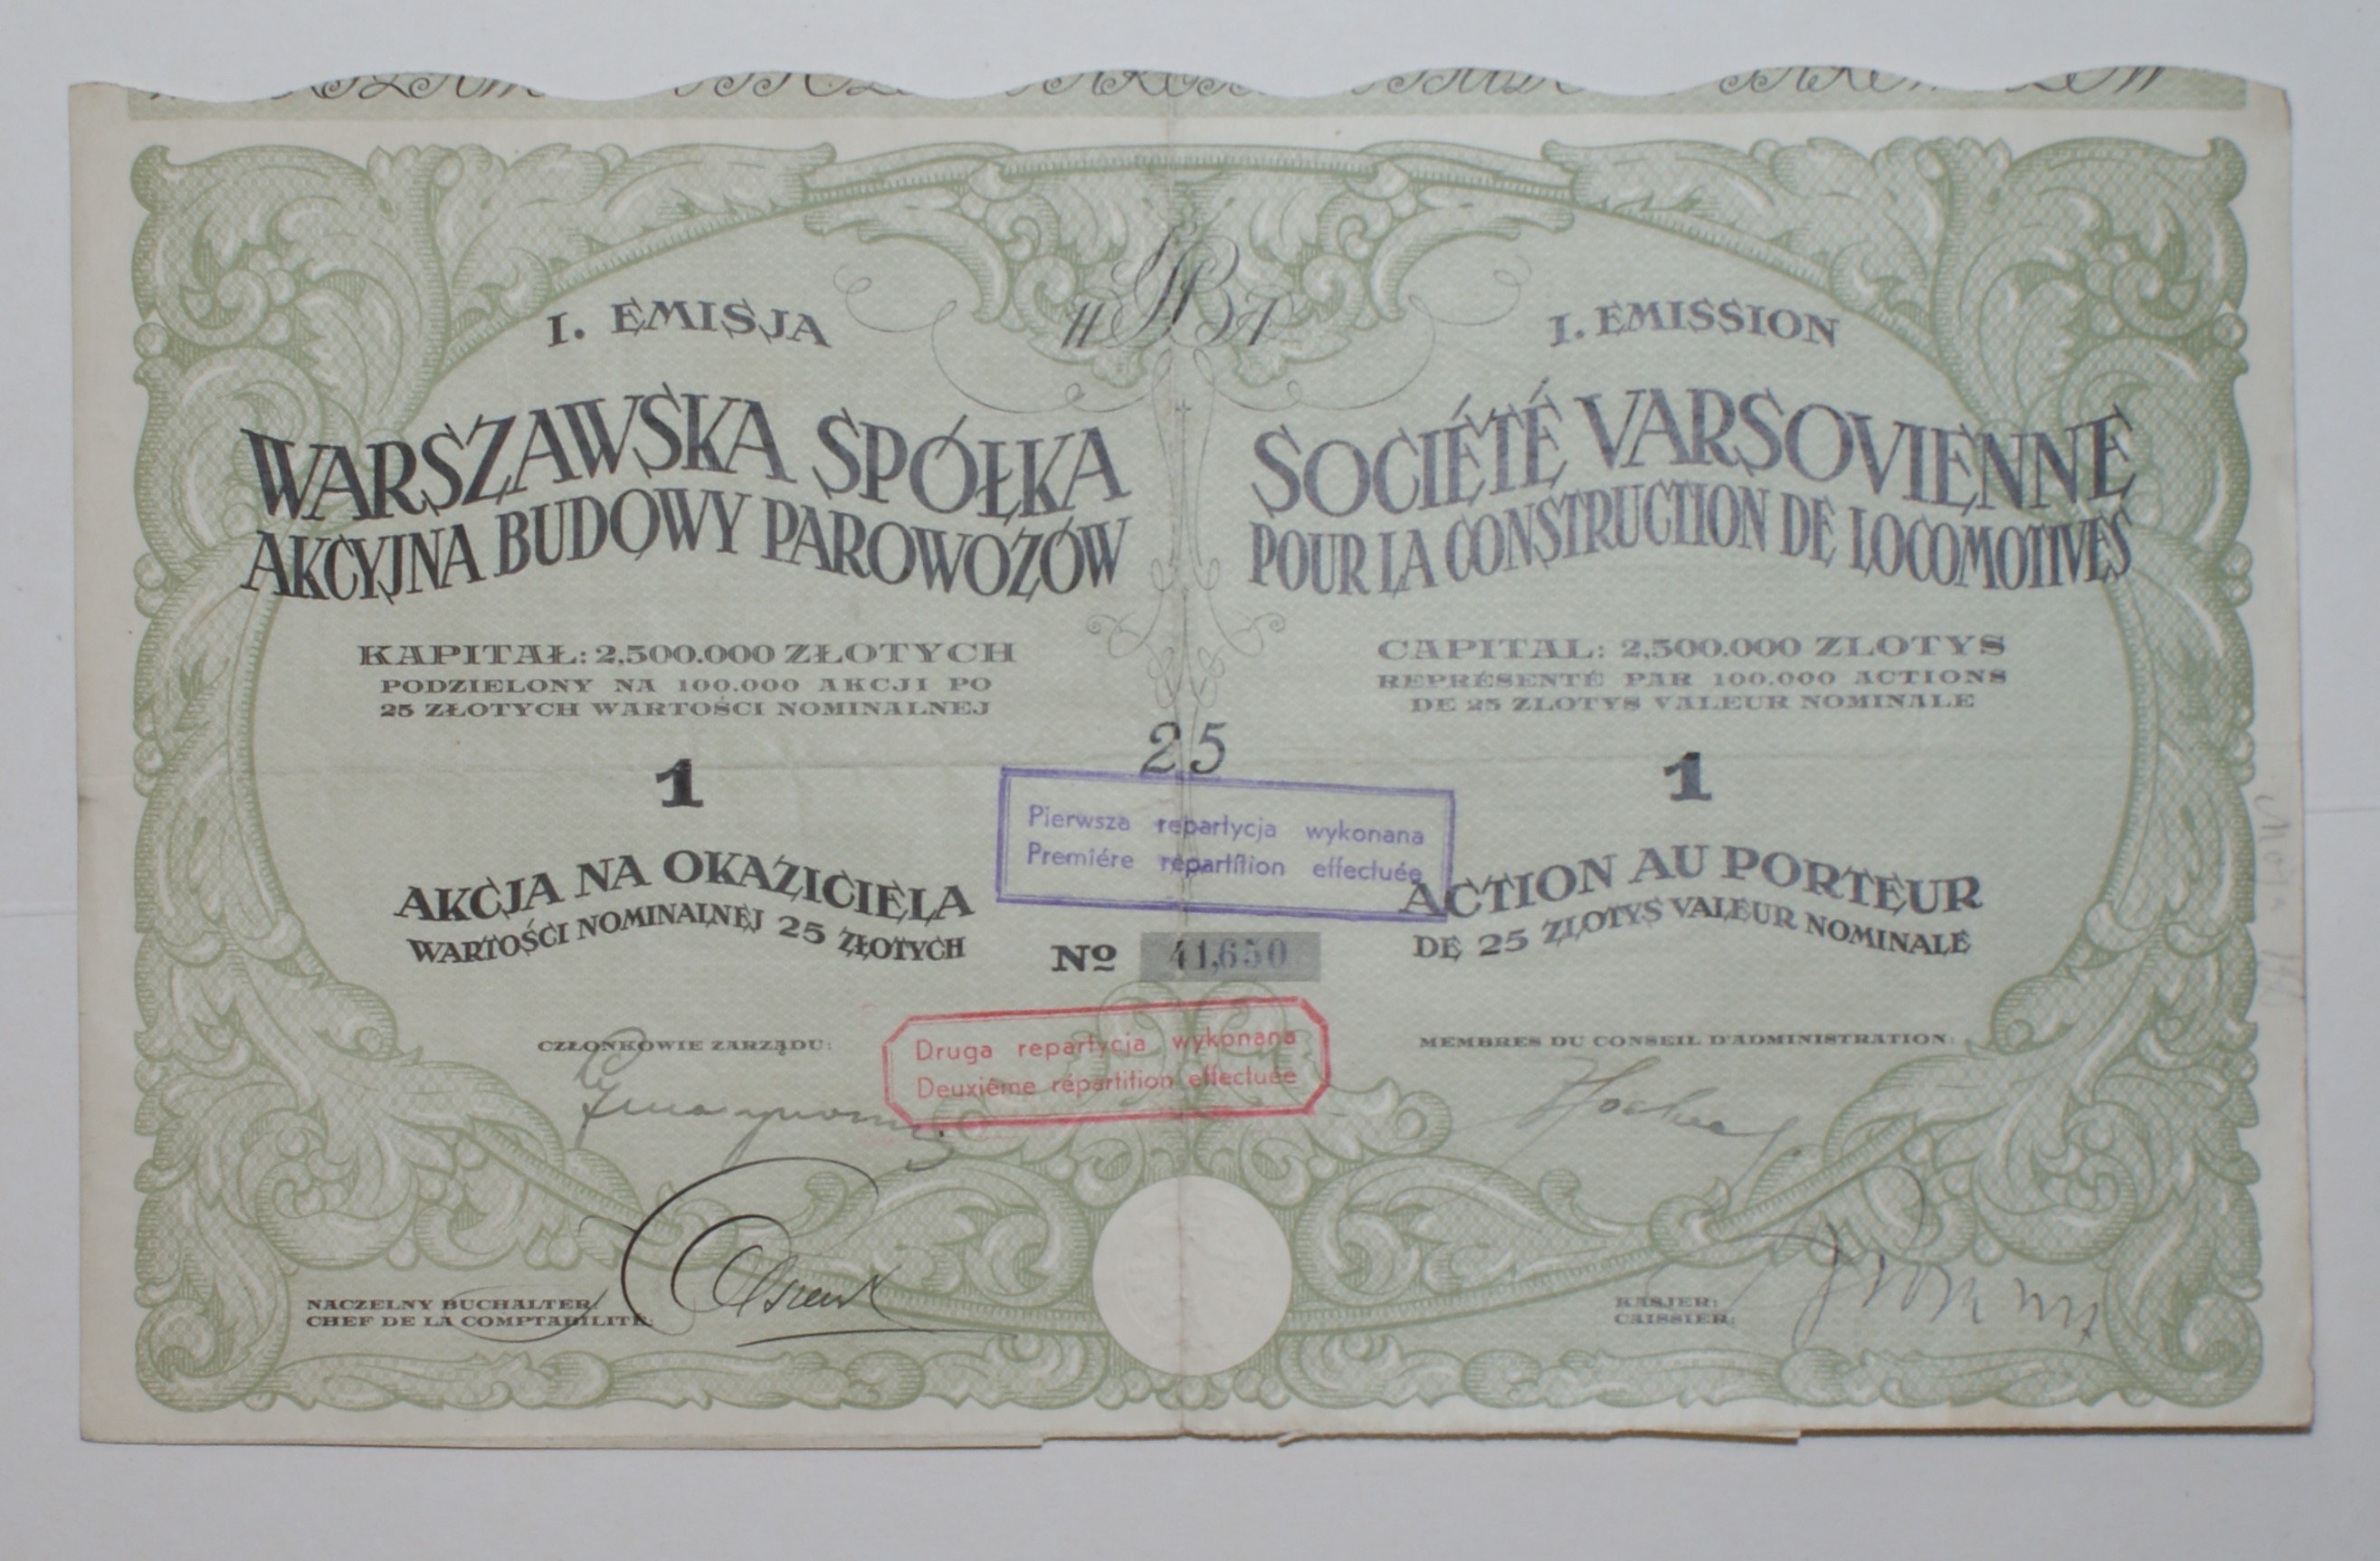 I. EMISJA
WARSZAWSKA SPÓŁKA
AKCYJNA BUDOWY PAROWOZÓW
KAPITAŁ: 2,500.000 ZŁOTYCH
PODZIELONY NA 100.000 AKCJI PO
25 ZŁOTYCH WARTOŚCI NOMINALNEJ
1
AKCJA NA OKAZICIELA
WARTOŚCI NOMINALNEJ 25 ZŁOTYCH
CZŁONKOWIE ZARZĄDU:
NACZELNY BUCHALTER:
CHEF DE LA COMPTABILITÉ:
25
Pierwsza repartycja wykonana
Premiére répartition effectuée
Nº 41,650
Druga repartycja wykonana
Deuxiême répartition effectuée
I. EMISSION
SOCIÉTÉ VARSOVIENNE
POUR LA CONSTRUCTION DE LOCOMOTIVES
CAPITAL: 2,500.000 ZLOTYS
REPRÉSENTÉ PAR 100.000 ACTIONS
DE 25 ZLOTYS VALEUR NOMINALE
1
ACTION AU PORTEUR
DE 25 ZLOTYS VALEUR NOMINALE
MEMBRES DU CONSEIL D'ADMINISTRATION:
KASJER:
CAISSIER: